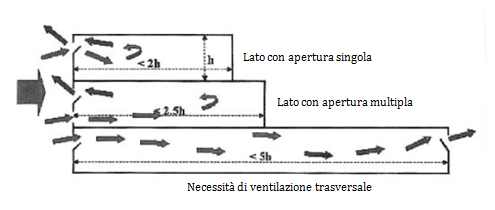 h
< 2h
Lato con apertura singola
Lato con apertura multipla
< 2.5h
< 5h
Necessità di ventilazione trasversale